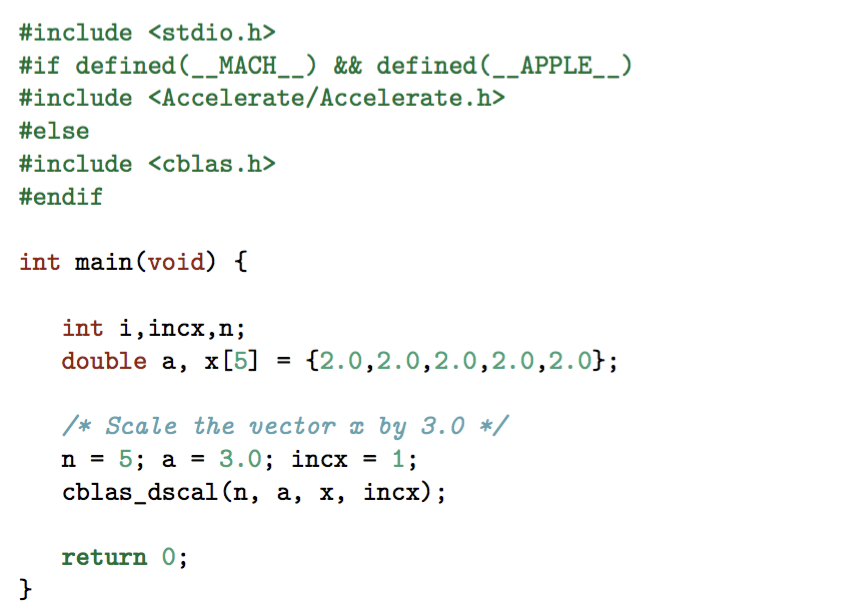 #include <stdio.h>
#if defined(__MACH__) && defined(__APPLE__)
#include <Accelerate/Accelerate.h>
#else
#include <cblas.h>
#endif
int main(void) {
int i,incx,n;
double a, x[5] = {2.0,2.0,2.0,2.0,2.0};
/* Scale the vector x by 3.0 */
n = 5; a = 3.0; incx = 1;
cblas_dscal(n, a, x, incx);
return 0;
}